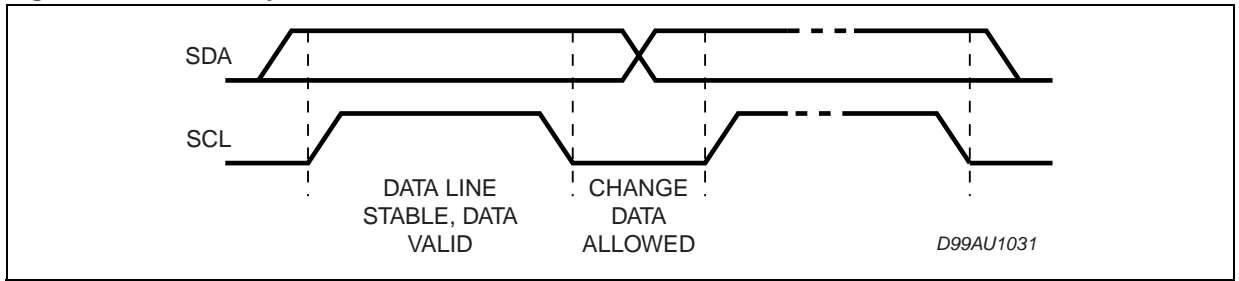 SDA
SCL
DATA LINE
STABLE, DATA
VALID
CHANGE
DATA
ALLOWED
D99AU1031